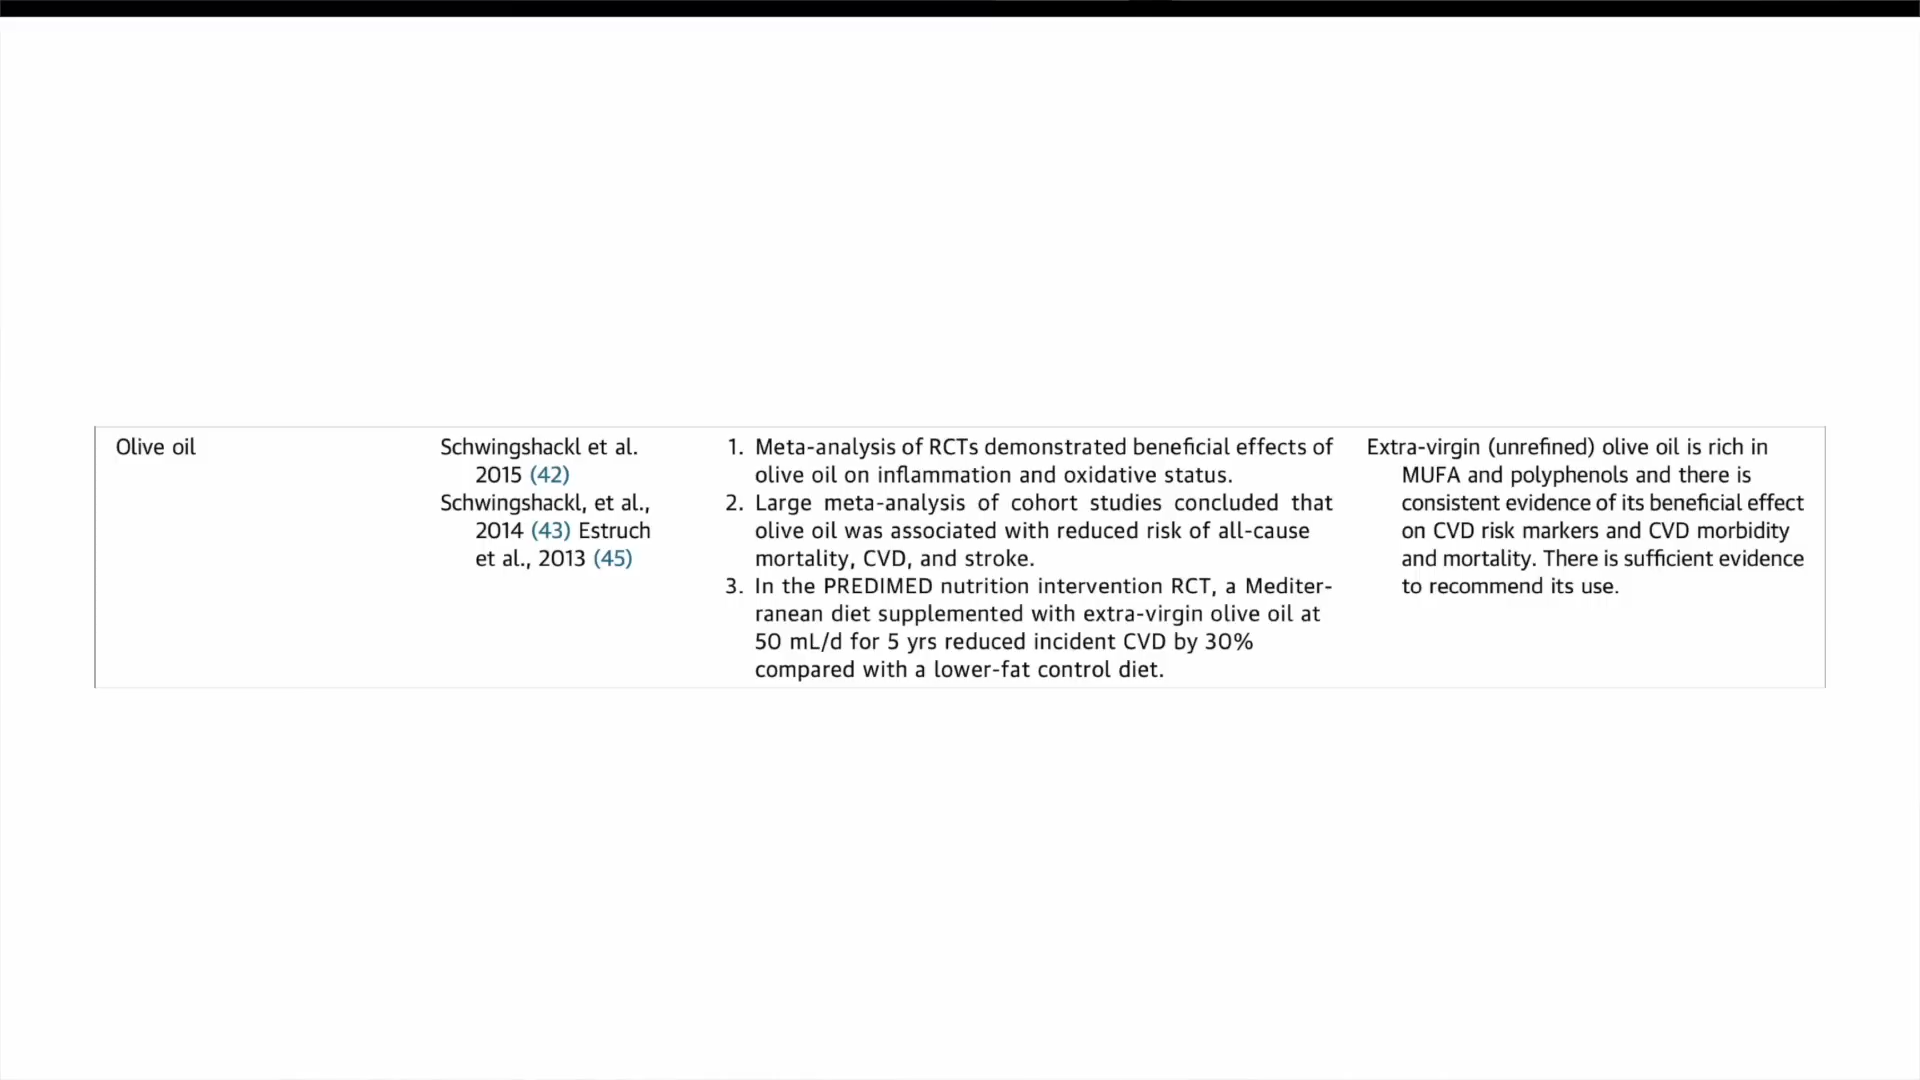 Olive oil
Schwingshackl et al.
2015 (42)
Schwingshackl, et al.,
2014 (43) Estruch
et al., 2013 (45)
1. Meta-analysis of RCTs demonstrated beneficial effects of
olive oil on inflammation and oxidative status.
2. Large meta-analysis of cohort studies concluded that
olive oil was associated with reduced risk of all-cause
mortality, CVD, and stroke.
3. In the PREDIMED nutrition intervention RCT, a Mediter-
ranean diet supplemented with extra-virgin olive oil at
50 mL/d for 5 yrs reduced incident CVD by 30%
compared with a lower-fat control diet.
Extra-virgin (unrefined) olive oil is rich in
MUFA and polyphenols and there is
consistent evidence of its beneficial effect
on CVD risk markers and CVD morbidity
and mortality. There is sufficient evidence
to recommend its use.